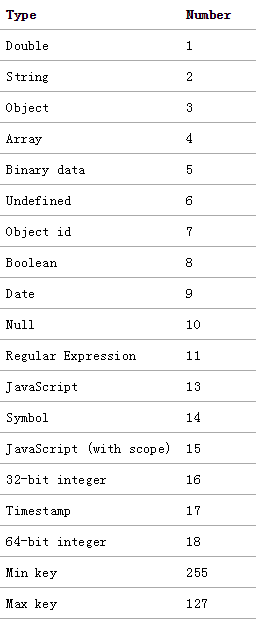 Type Number
Double 1
String 2
Object 3
Array 4
Binary data 5
Undefined 6
Object id 7
Boolean 8
Date 9
Null 10
Regular Expression 11
JavaScript 13
Symbol 14
JavaScript (with scope) 15
32-bit integer 16
Timestamp 17
64-bit integer 18
Min key 255
Max key 127